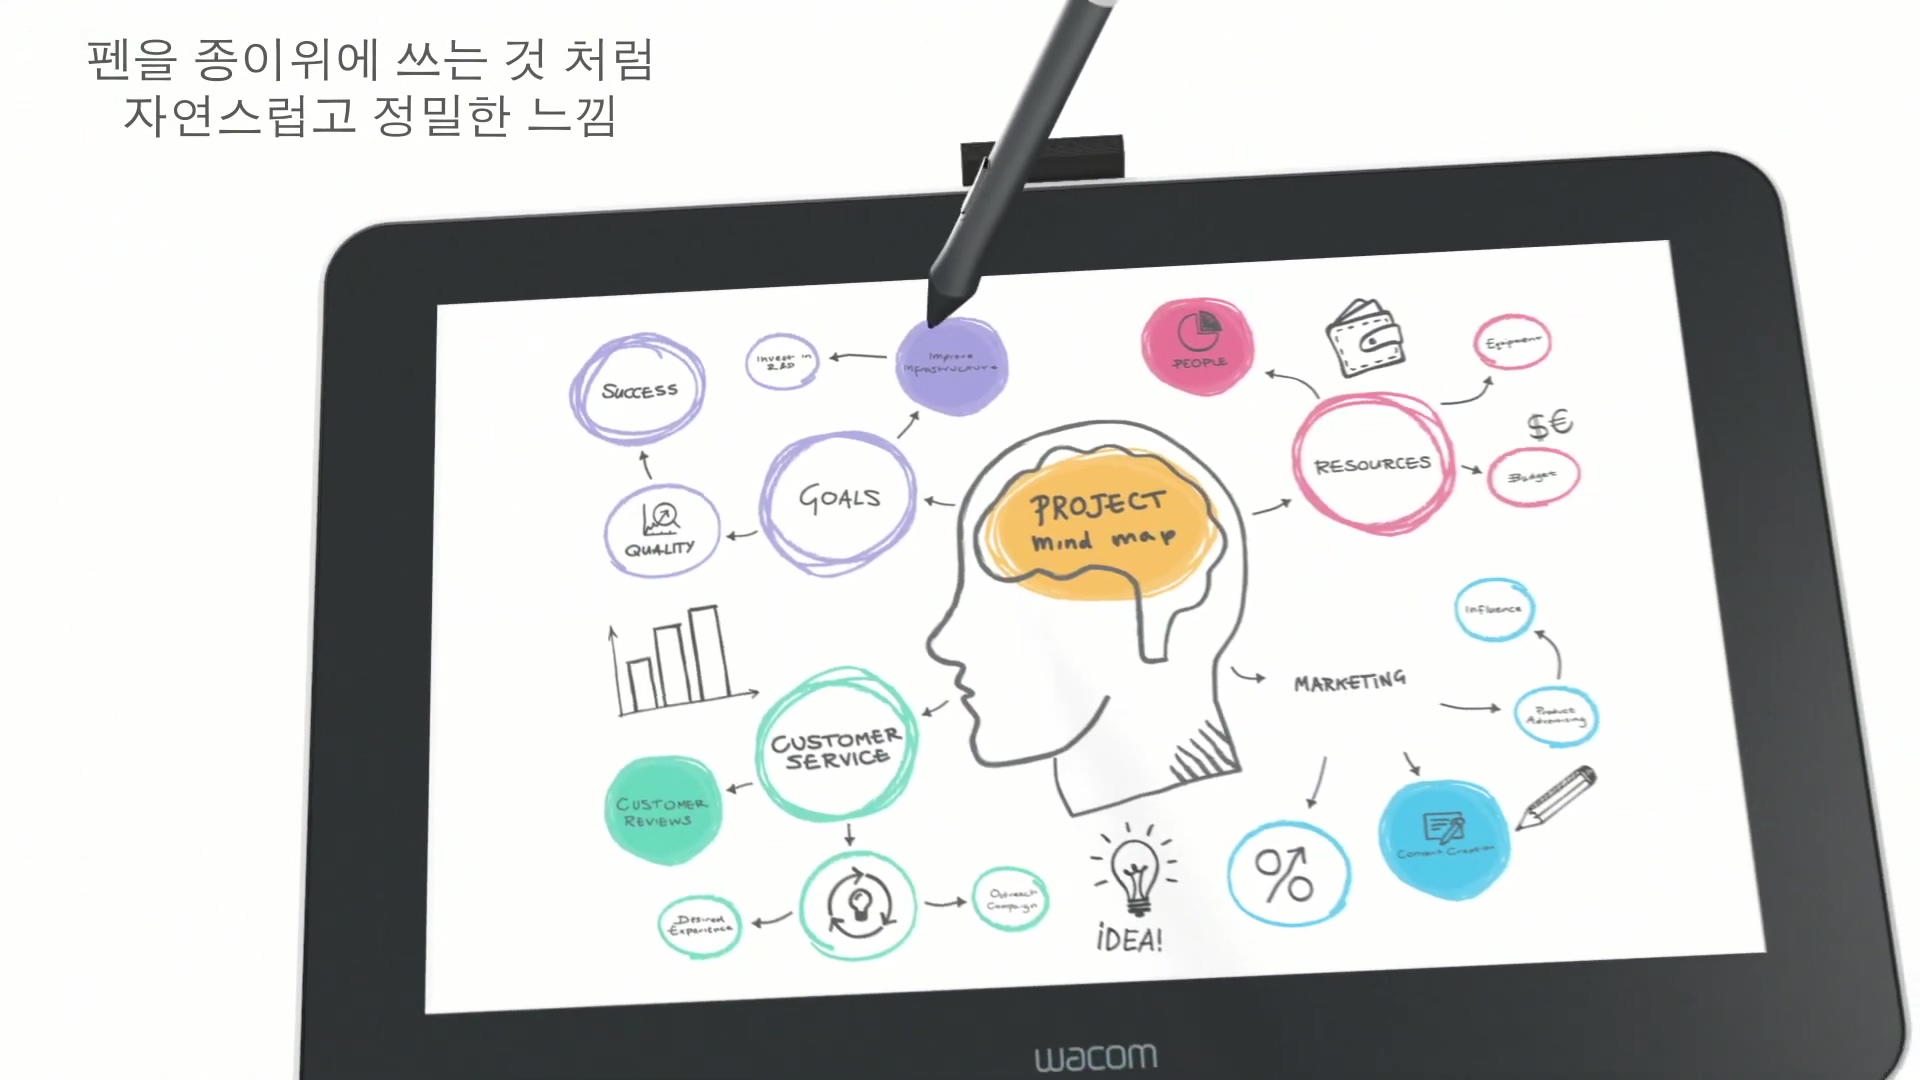 펜을 종이위에 쓰는 것 처럼
자연스럽고 정밀한 느낌
SUCCESS
Invest in
R&D
Improve
Infrastructure
PEOPLE
Equipment
$€
RESOURCES
Budget
GOALS
PROJECT
mind map
QUALITY
Influence
MARKETING
Product
Advertising
CUSTOMER
SERVICE
CUSTOMER
REVIEWS
Content Creation
%
Desired
Experience
Outreach
Campaign
iDEA!
wacom